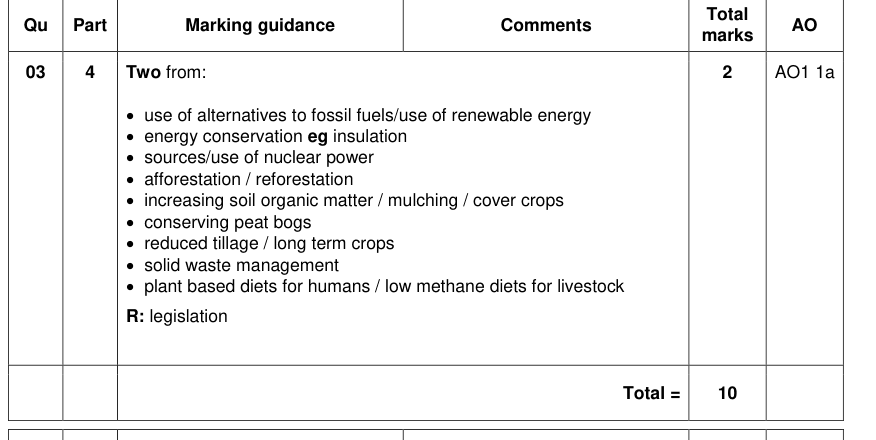 Qu Part Marking guidance Comments Total marks AO
03 4 Two from: 2 AO1 1a
• use of alternatives to fossil fuels/use of renewable energy
• energy conservation eg insulation
• sources/use of nuclear power
• afforestation / reforestation
• increasing soil organic matter / mulching / cover crops
• conserving peat bogs
• reduced tillage / long term crops
• solid waste management
• plant based diets for humans / low methane diets for livestock
R: legislation
Total = 10